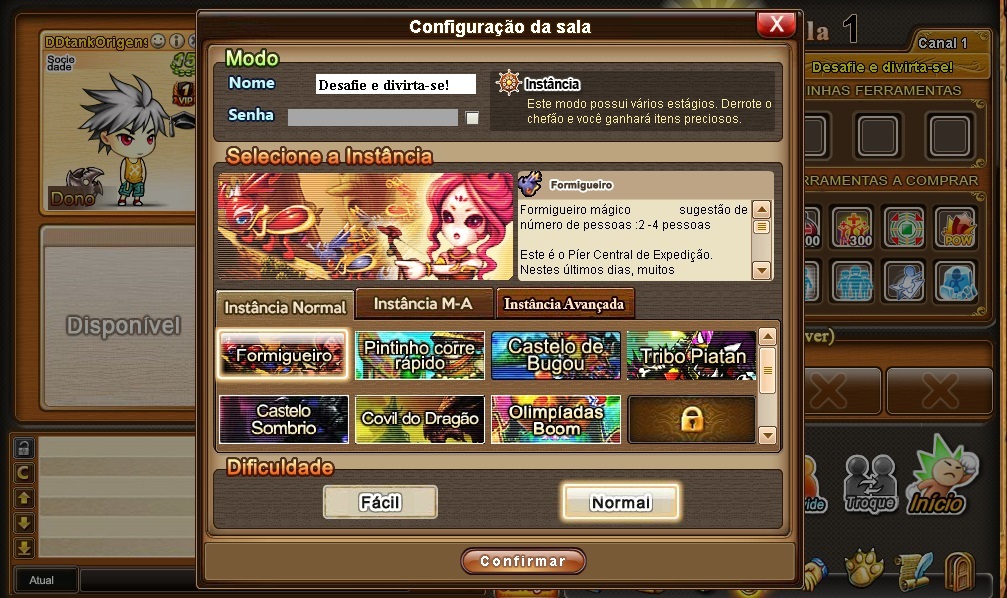 Configuração da sala
X
DDtankOrigens
Socie
dade
15
1
VIP
Dono
Disponível
Atual
Modo
Nome
Desafie e divirta-se!
Senha
Instância
Este modo possui vários estágios. Derrote o
chefão e você ganhará itens preciosos.
Selecione a Instância
Formigueiro
Formigueiro mágico sugestão de
número de pessoas :2 -4 pessoas
Este é o Píer Central de Expedição.
Nestes últimos dias, muitos
Instância Normal
Instância M-A
Instância Avançada
Formigueiro
Pintinho corre
rápido
Castelo de
Bugou
Tribo Piatan
Castelo
Sombrio
Covil do Dragão
Olimpíadas
Boom
Dificuldade
Fácil
Normal
Confirmar
la 1
Canal 1
Desafie e divirta-se!
INHAS FERRAMENTAS
RRAMENTAS A COMPRAR
00
300
POW
ver)
ide
Troque
Início